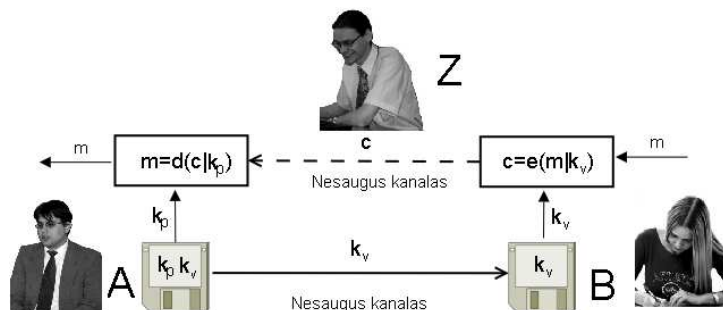 Z
c
m
m=d(c|kp)
c=e(m|kv)
m
Nesaugus kanalas
kp
kv
kv
A
kp kv
kv
B
Nesaugus kanalas